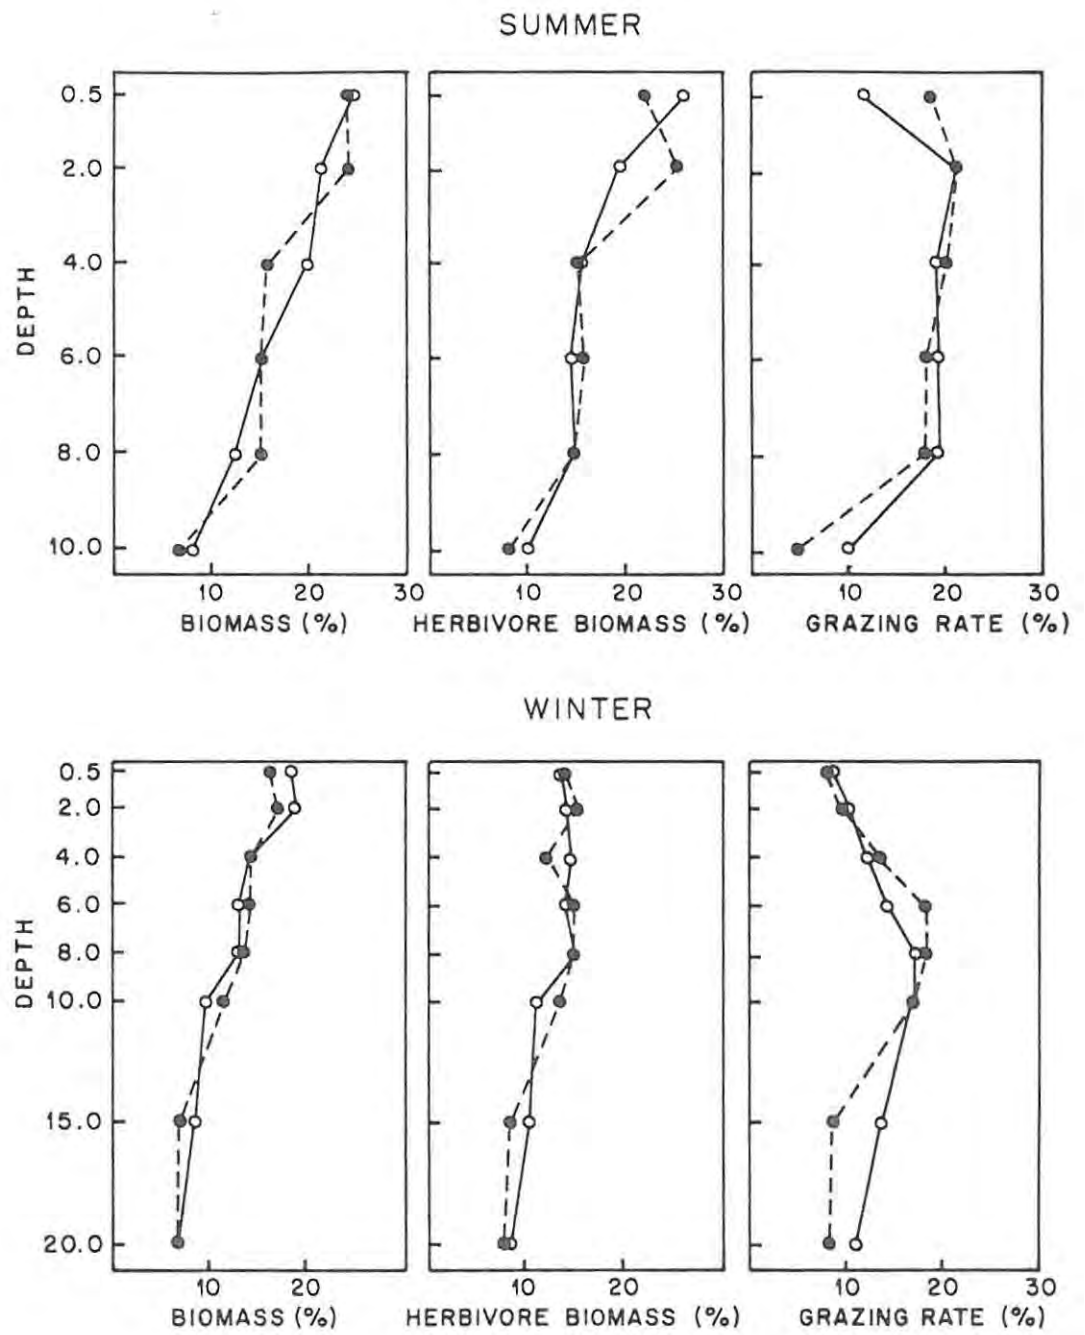 SUMMER
0.5
2.0
4.0
6.0
8.0
10.0
DEPTH
10 20 30 10 20 10 20 30
BIOMASS (%) HERBIVORE BIOMASS (%) GRAZING RATE (%)
WINTER
0.5
2.0
4.0
6.0
8.0
10.0
15.0
20.0
DEPTH
10 20 10 20 10 20 30
BIOMASS (%) HERBIVORE BIOMASS (%) GRAZING RATE (%)